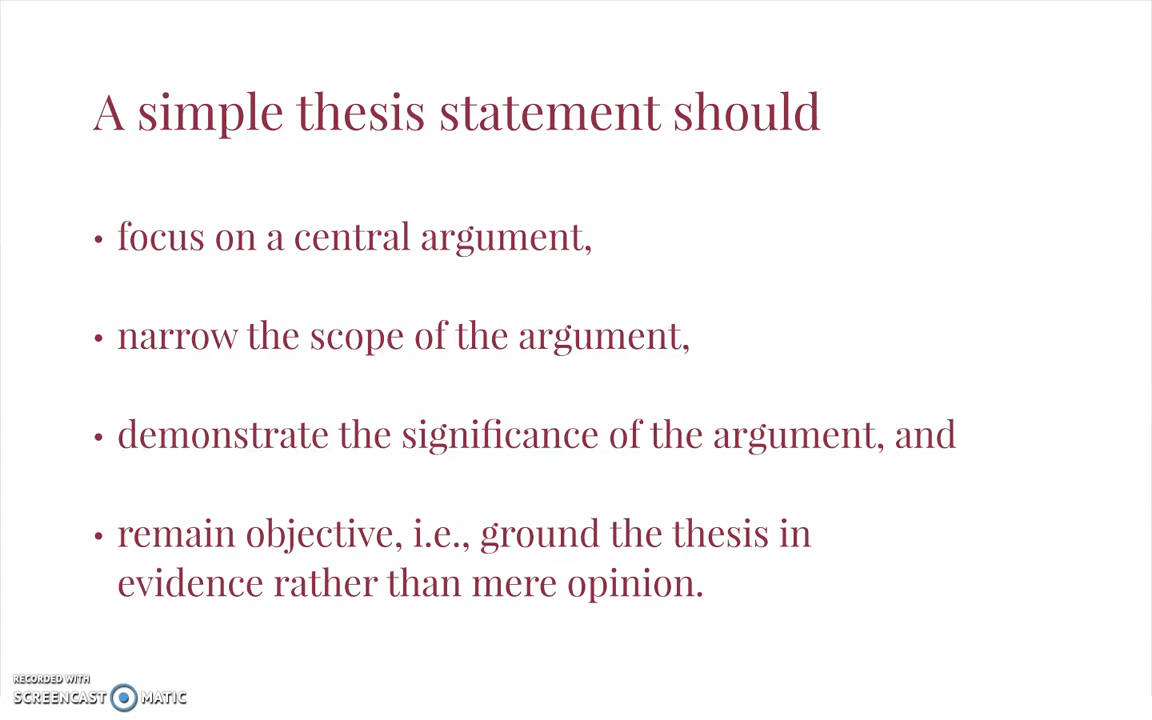 A simple thesis statement should
• focus on a central argument,
• narrow the scope of the argument,
• demonstrate the significance of the argument, and
• remain objective, i.e., ground the thesis in
evidence rather than mere opinion.
RECORDED WITH
SCREENCAST MATIC